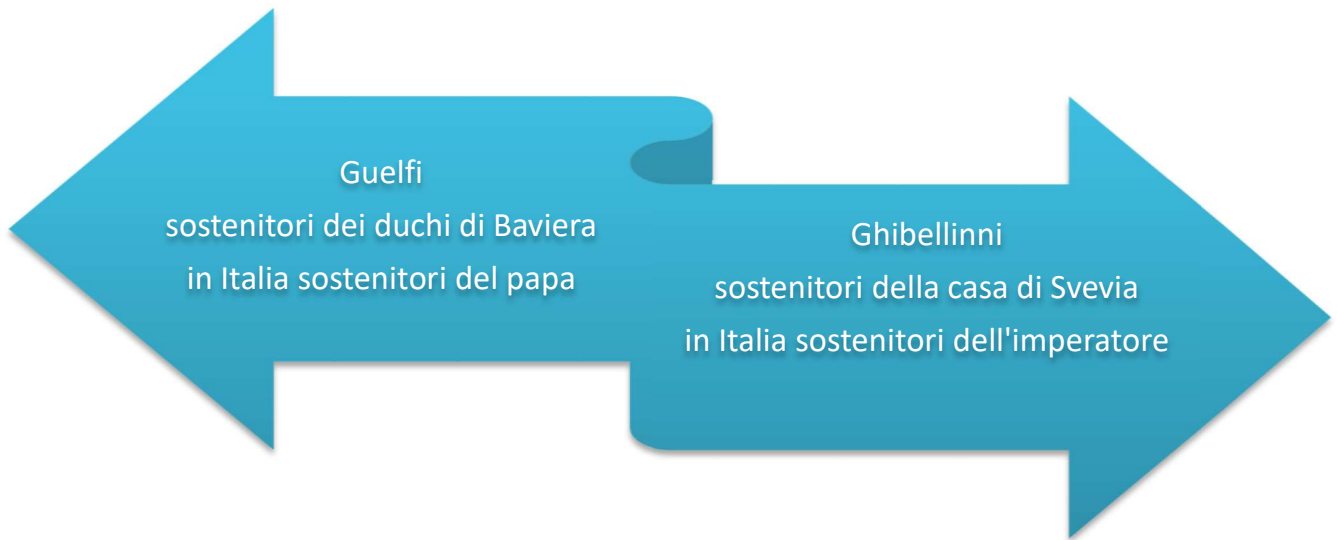 Guelfi
sostenitori dei duchi di Baviera
in Italia sostenitori del papa
Ghibellinni
sostenitori della casa di Svevia
in Italia sostenitori dell'imperatore